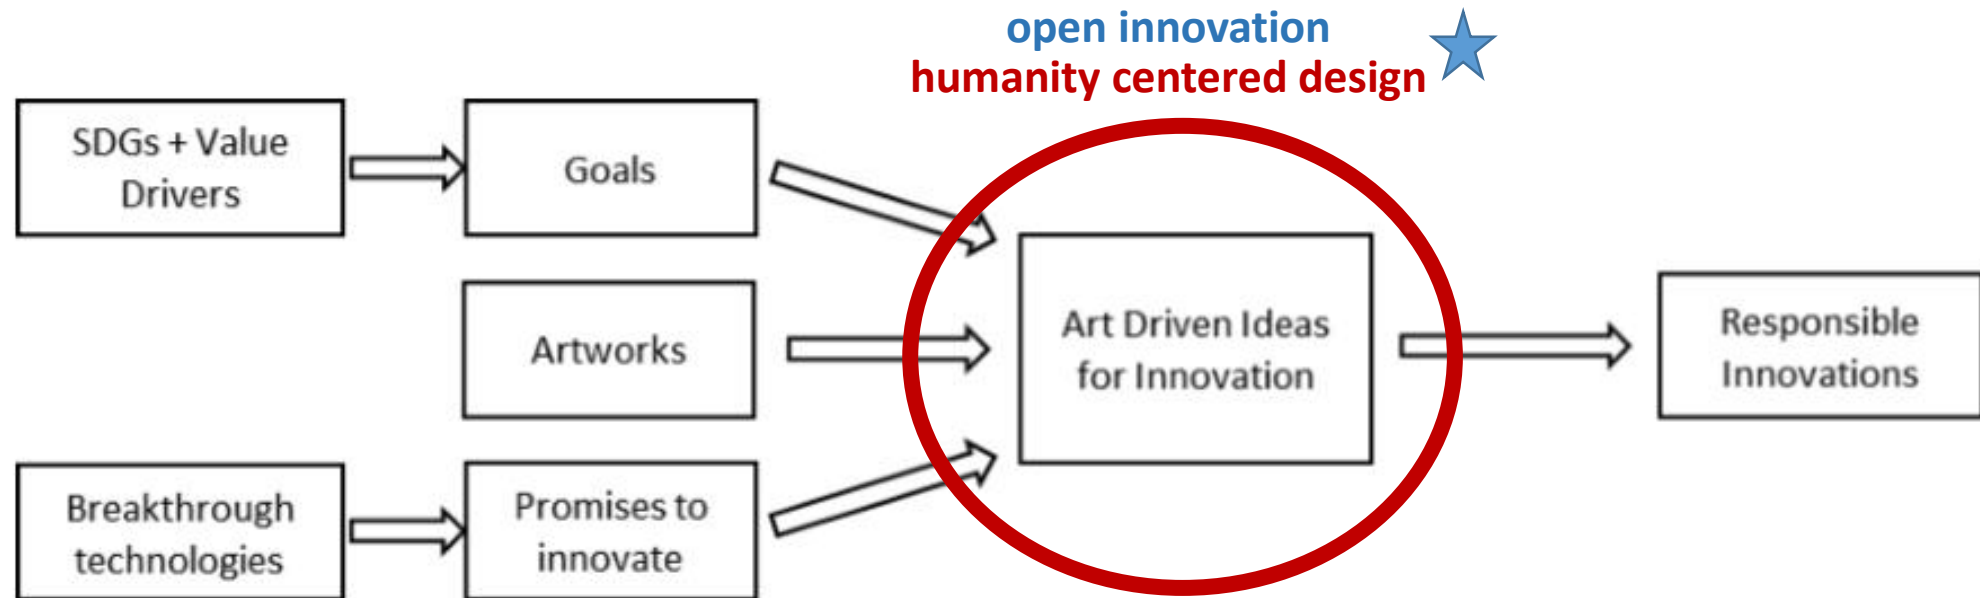 open innovation
humanity centered design
SDGs + Value
Drivers
Goals
Artworks
Breakthrough
technologies
Promises to
innovate
Art Driven Ideas
for Innovation
Responsible
Innovations